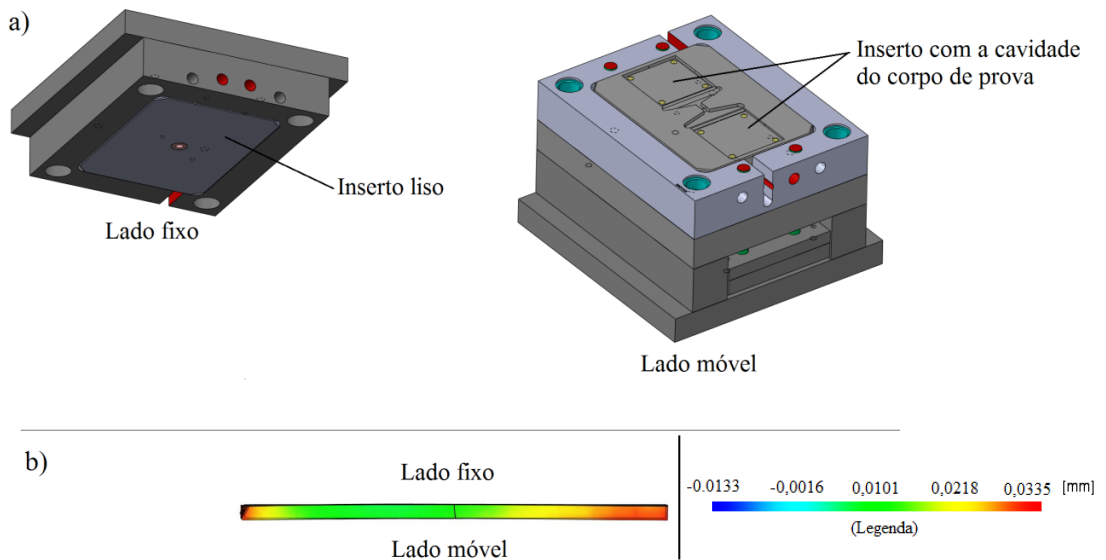 a)
Inserto liso
Lado fixo
Inserto com a cavidade
do corpo de prova
Lado móvel
b)
Lado fixo
Lado móvel
-0.0133 -0,0016 0,0101 0,0218 0,0335 [mm]
(Legenda)